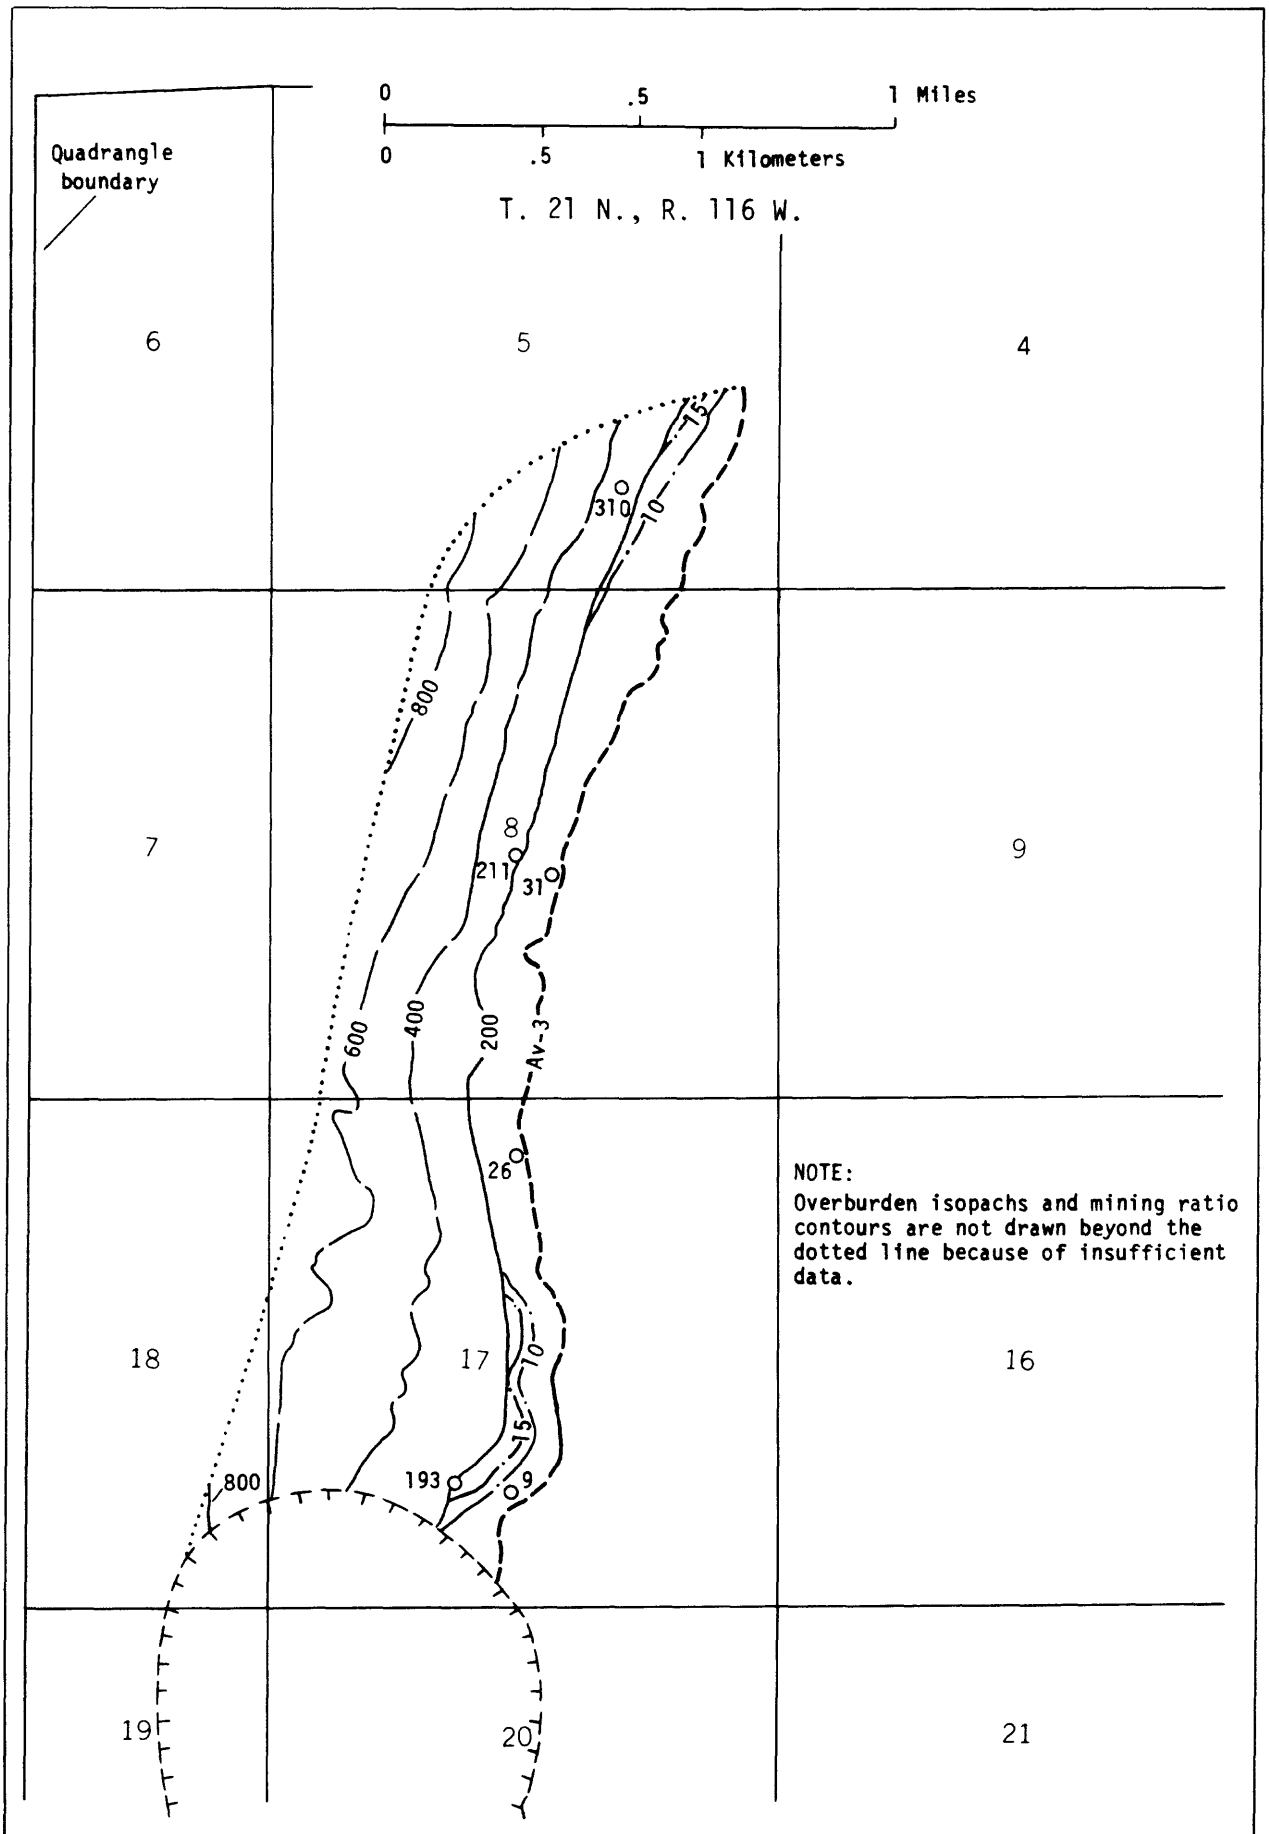 0 .5 1 Miles
0 .5 1 Kilometers
Quadrangle
boundary
T. 21 N., R. 116 W.
6 5 4
15
310
10
800
7 8 9
211
31
600 400 200 Av-3
26
NOTE:
Overburden isopachs and mining ratio
contours are not drawn beyond the
dotted line because of insufficient
data.
18 17 10 16
15
800 193 9
19 20 21